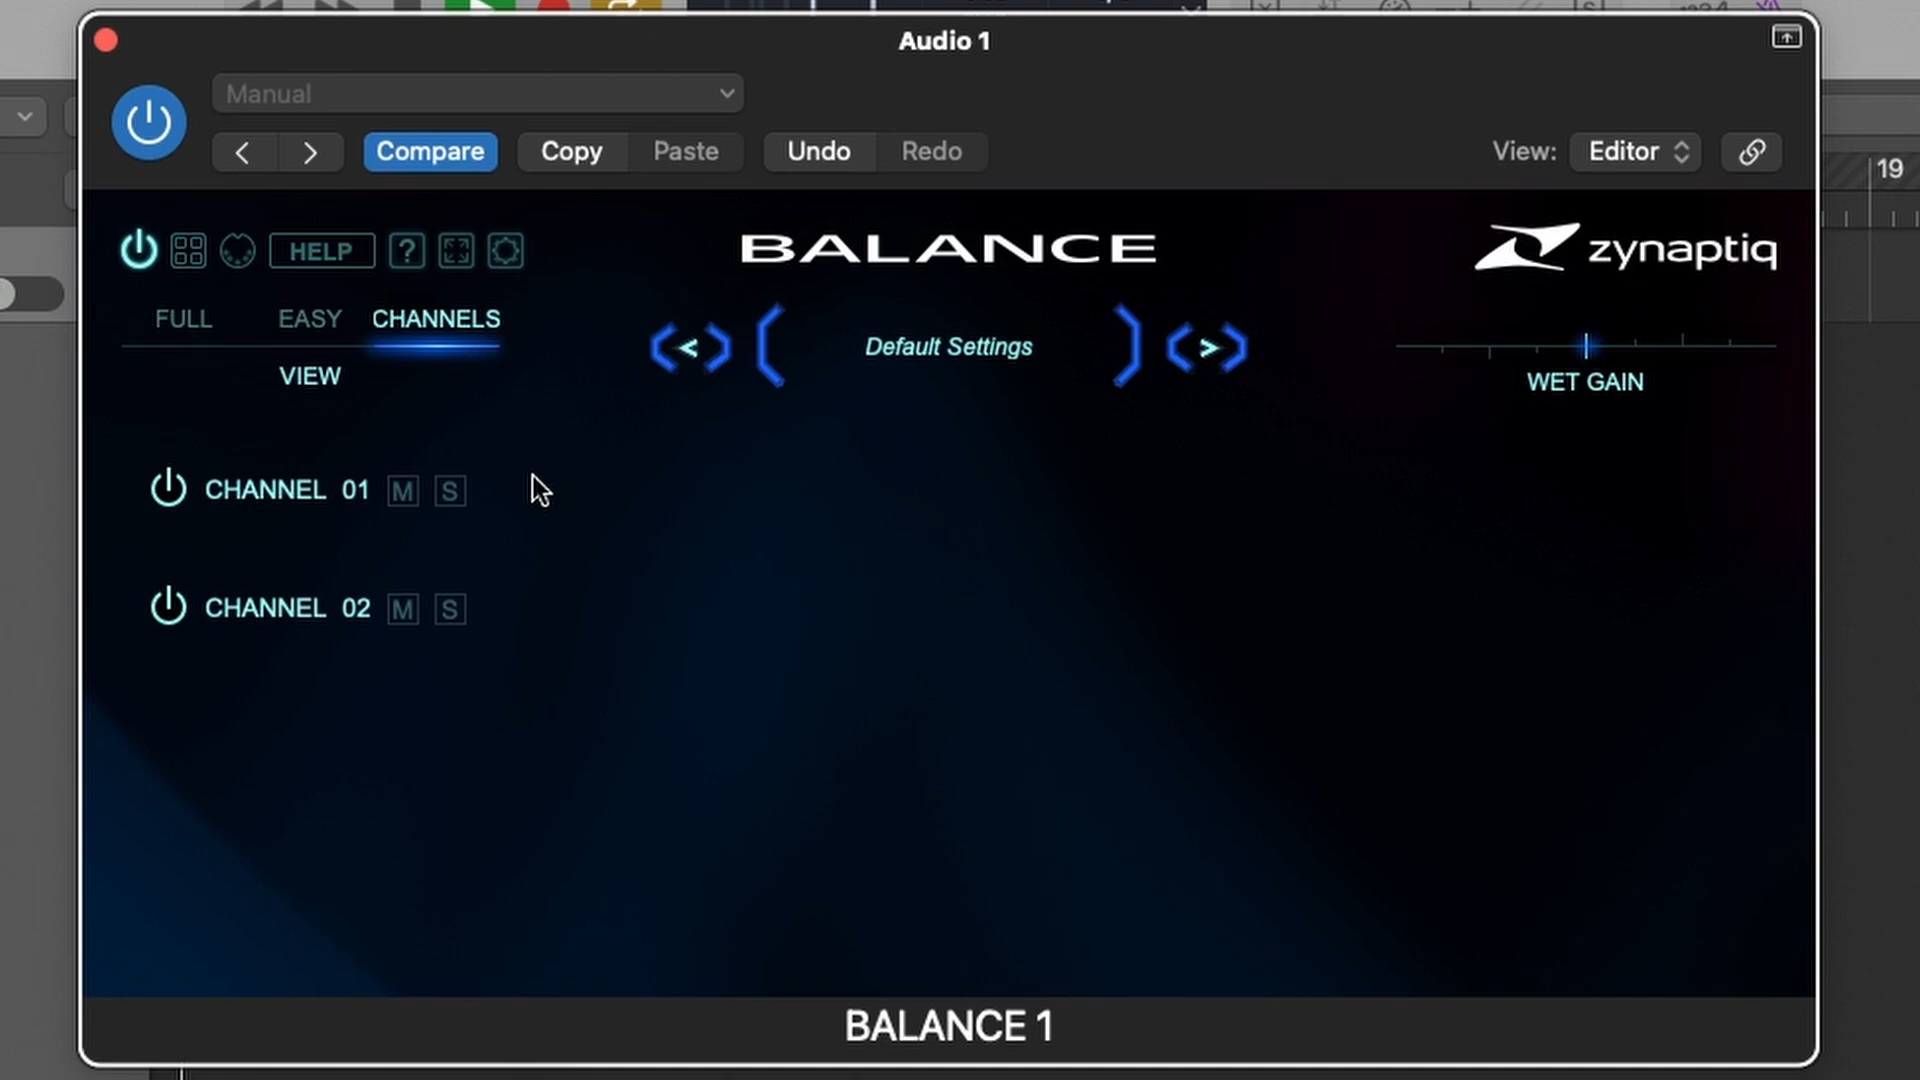 Audio 1
Manual
Compare Copy Paste Undo Redo View: Editor
19
HELP ? BALANCE zynaptiq
FULL EASY CHANNELS
< Default Settings >
VIEW WET GAIN
CHANNEL 01 M S
CHANNEL 02 M S
BALANCE 1